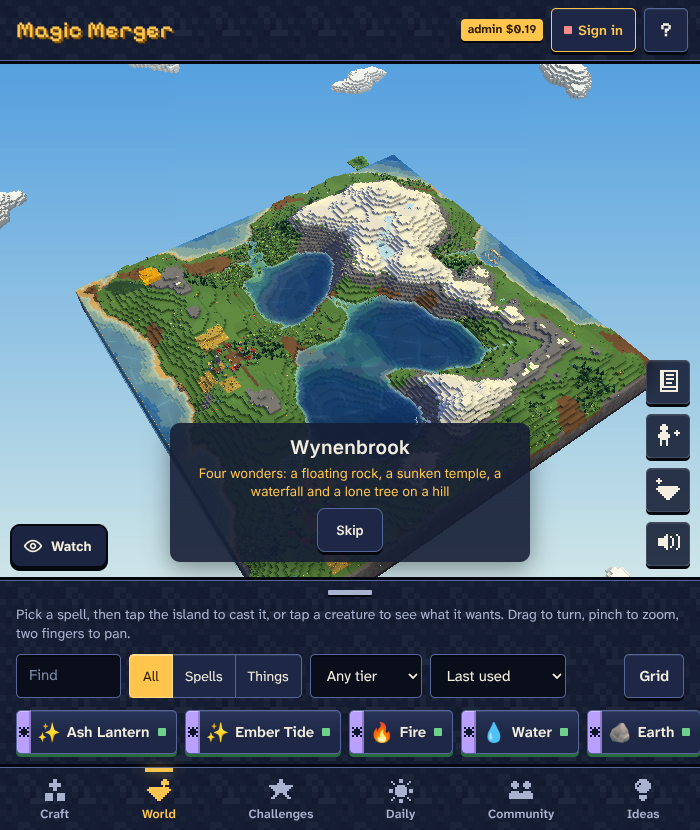 Magic Merger
admin $0.19
Sign in
?
Wynenbrook
Four wonders: a floating rock, a sunken temple, a
waterfall and a lone tree on a hill
Skip
Watch
Pick a spell, then tap the island to cast it, or tap a creature to see what it wants. Drag to turn, pinch to zoom,
two fingers to pan.
Find
All
Spells
Things
Any tier
Last used
Grid
Ash Lantern
Ember Tide
Fire
Water
Earth
Craft
World
Challenges
Daily
Community
Ideas